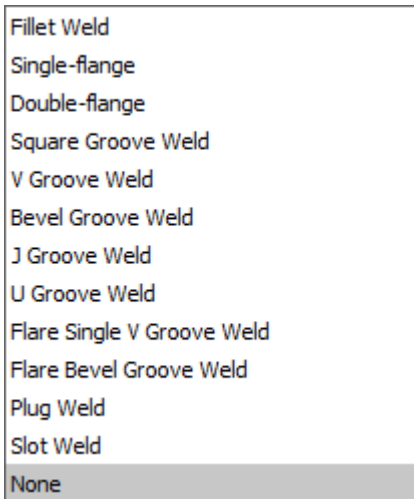 Fillet Weld
Single-flange
Double-flange
Square Groove Weld
V Groove Weld
Bevel Groove Weld
J Groove Weld
U Groove Weld
Flare Single V Groove Weld
Flare Bevel Groove Weld
Plug Weld
Slot Weld
None